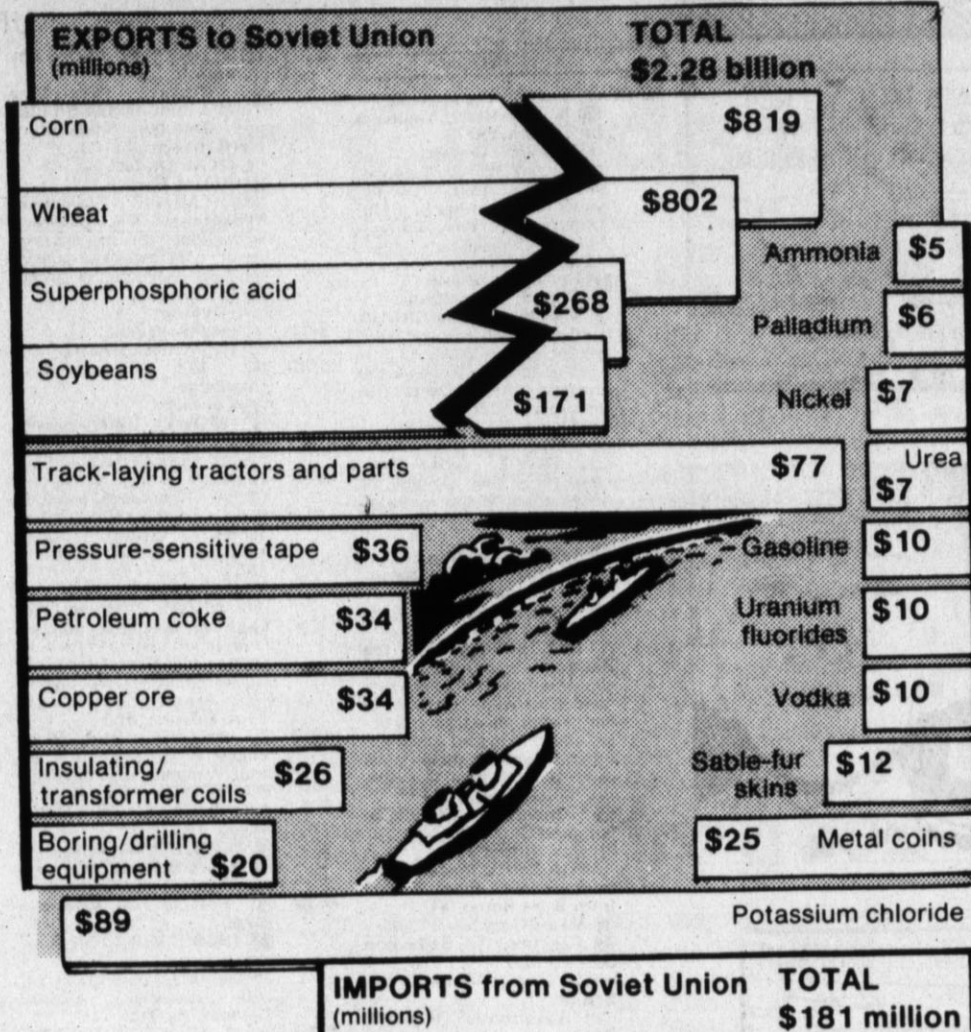 EXPORTS to Soviet Union
(millions)
TOTAL
$2.28 billion
Corn
$819
Wheat
$802
Superphosphoric acid
$268
Soybeans
$171
Track-laying tractors and parts
$77
Pressure-sensitive tape $36
Petroleum coke $34
Copper ore $34
Insulating/
transformer coils $26
Boring/drilling
equipment $20
Ammonia $5
Palladium $6
Nickel $7
Urea
$7
Gasoline $10
Uranium
fluorides $10
Vodka $10
Sable-fur
skins $12
$25 Metal coins
$89 Potassium chloride
IMPORTS from Soviet Union
(millions)
TOTAL
$181 million